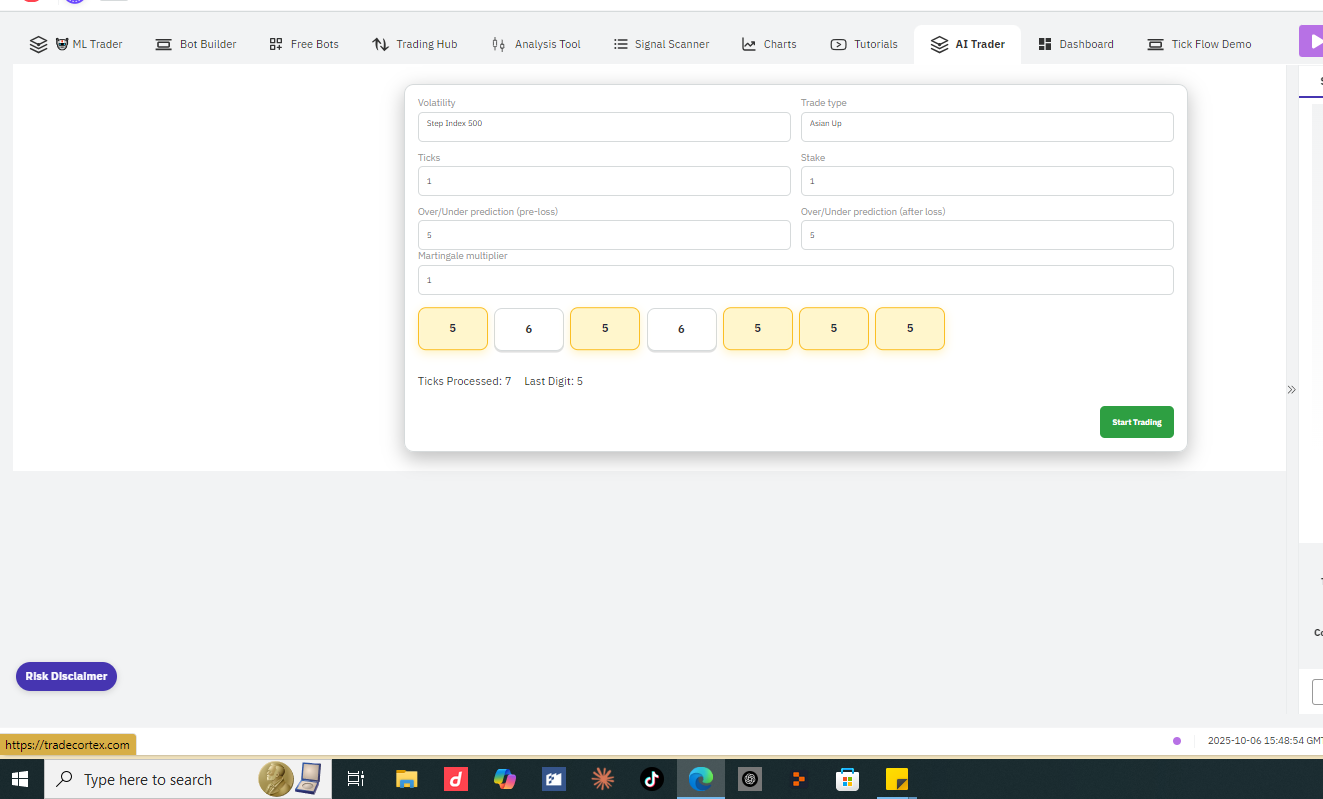 ML Trader Bot Builder Free Bots Trading Hub Analysis Tool Signal Scanner Charts Tutorials AI Trader Dashboard Tick Flow Demo
Volatility Trade type
Step Index 500 Asian Up
Ticks Stake
1 1
Over/Under prediction (pre-loss) Over/Under prediction (after loss)
5 5
Martingale multiplier
1
5 6 5 6 5 5 5
Ticks Processed: 7 Last Digit: 5
Start Trading
Risk Disclaimer
https://tradecortex.com
2025-10-06 15:48:54 GMT
Type here to search